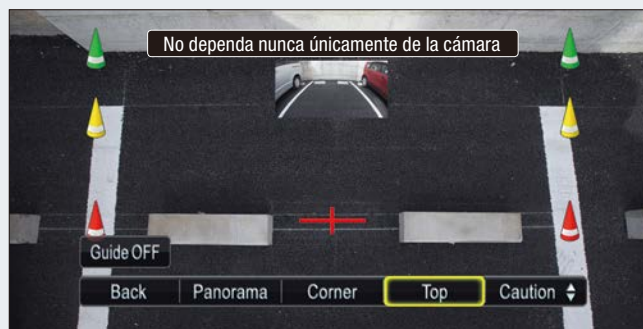 No dependa nunca únicamente de la cámara
Guide OFF
Back Panorama Corner Top Caution